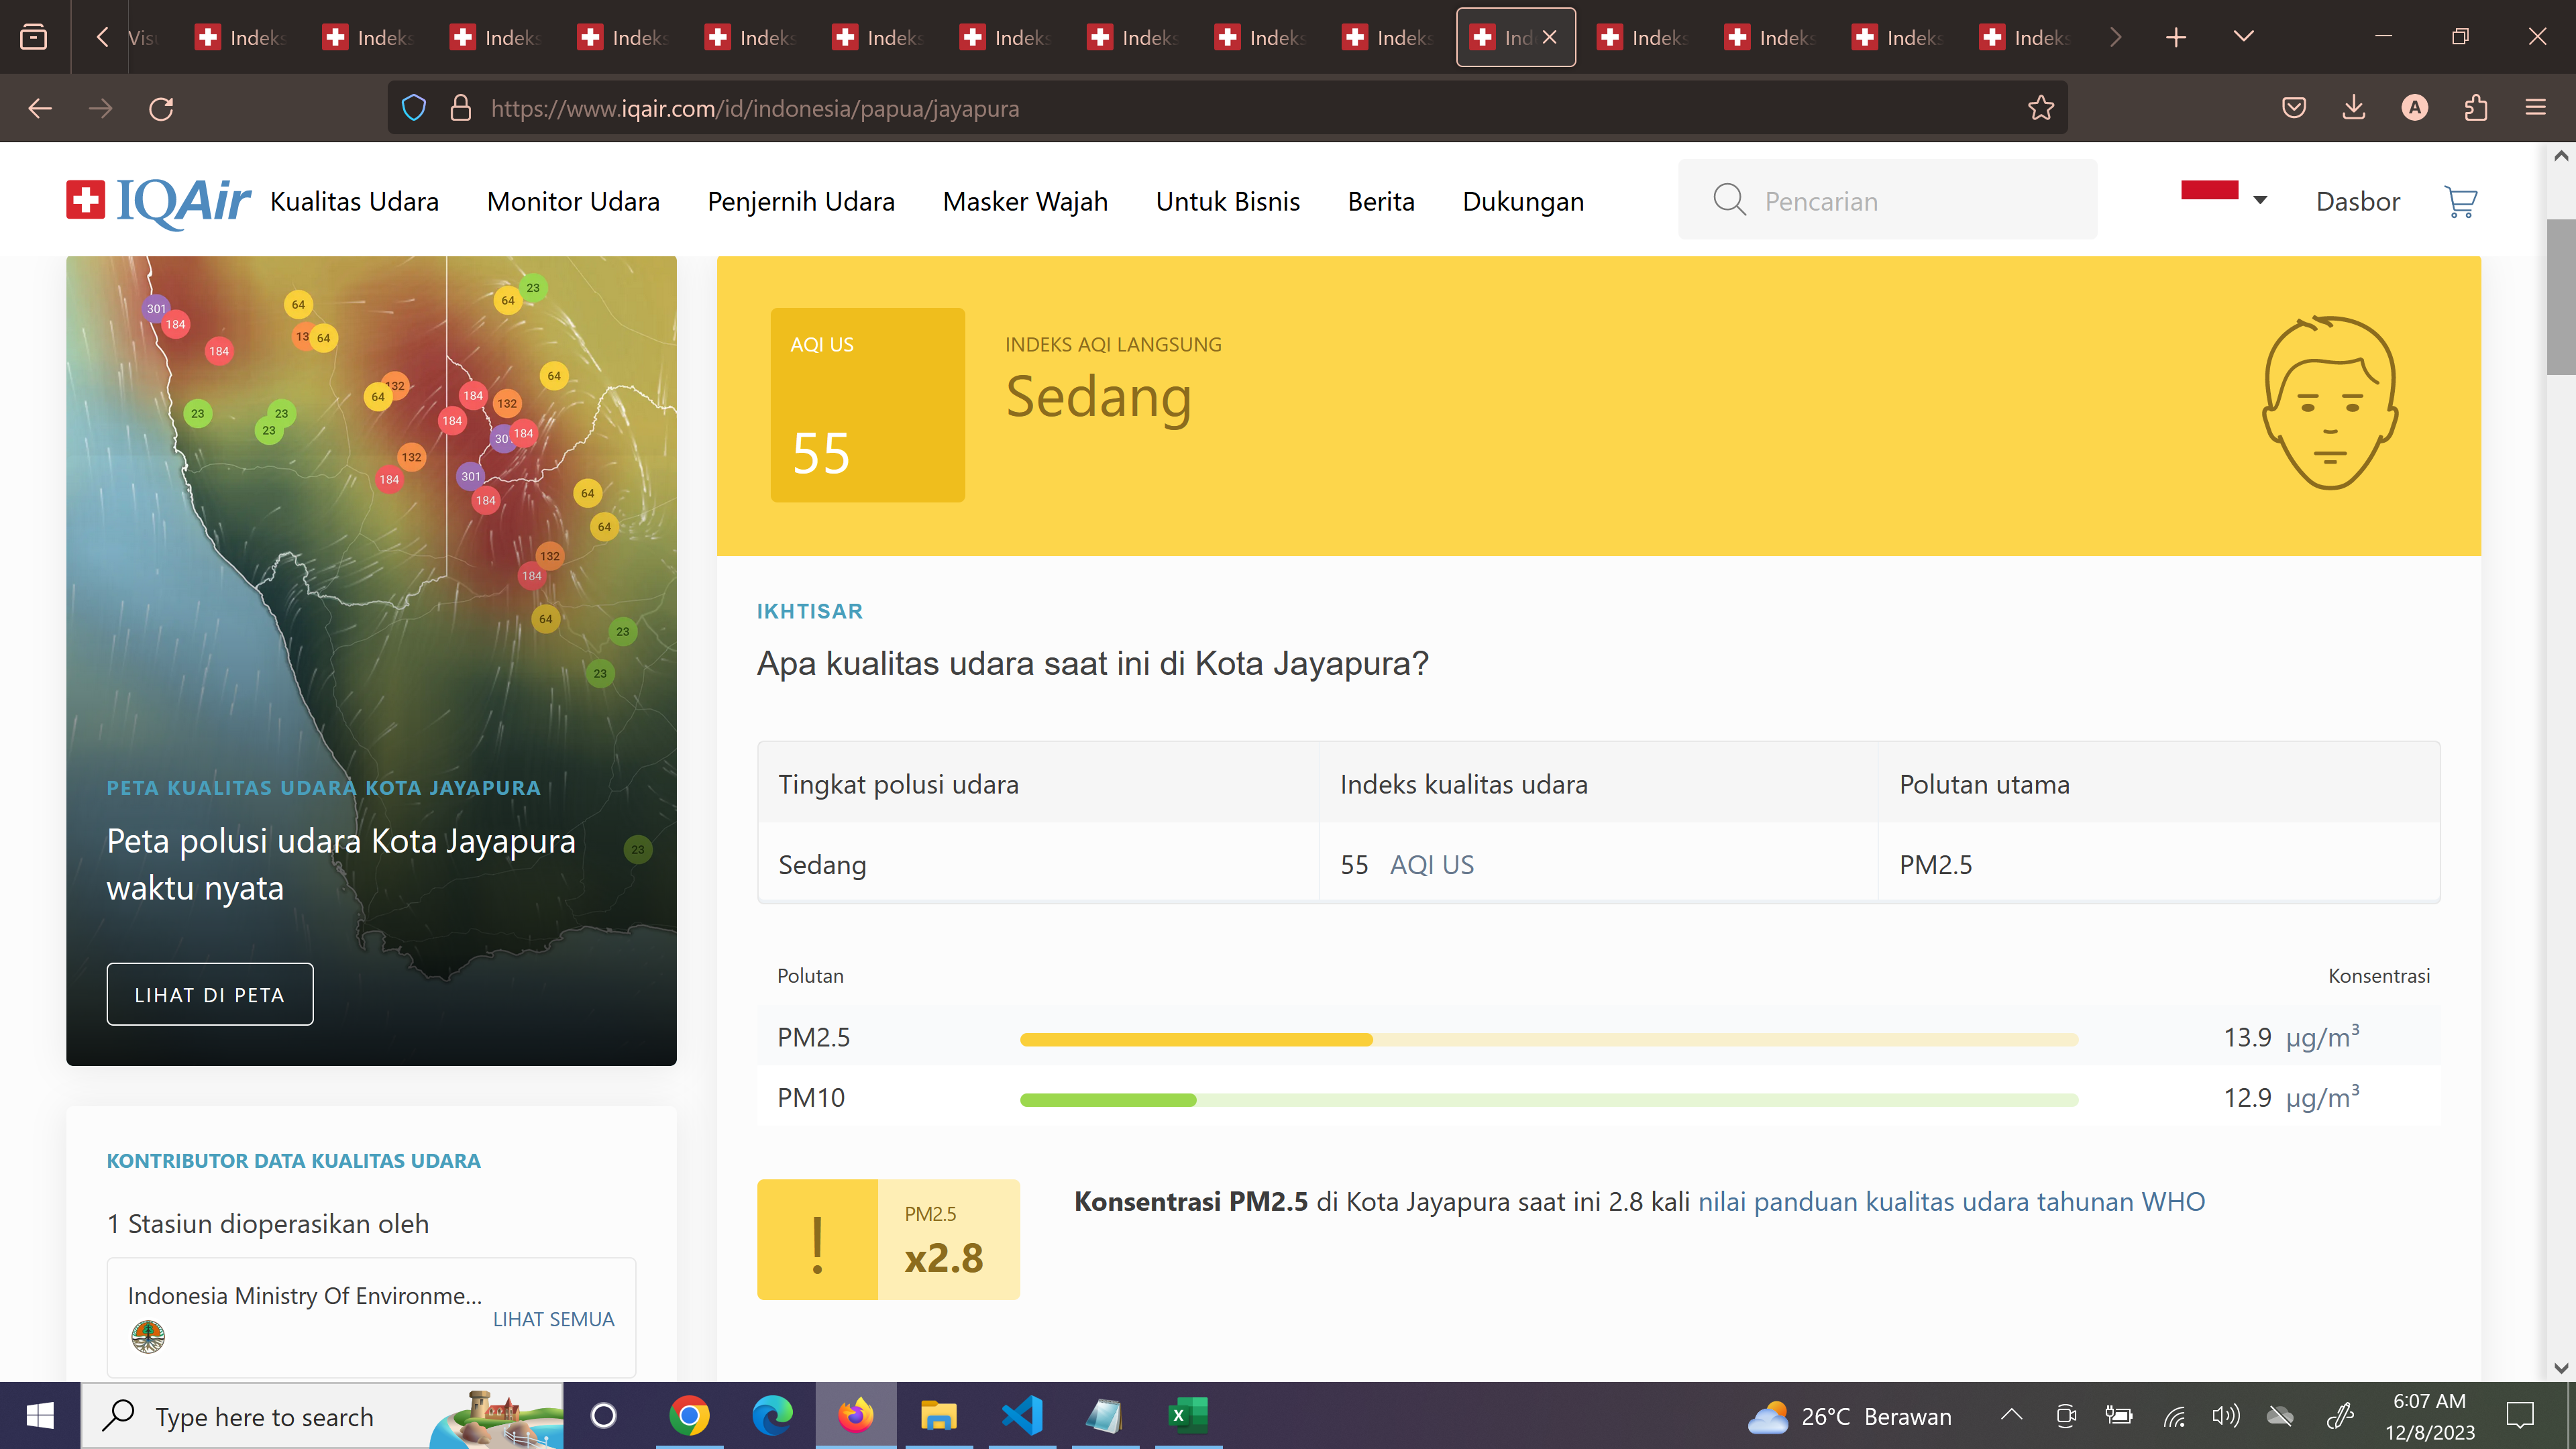 Indeks
Indeks
Indeks
Indeks
Indeks
Indeks
Indeks
Indeks
Indeks
Indeks
Ind
Indeks
Indeks
Indeks
Indeks
https://www.iqair.com/id/indonesia/papua/jayapura
A
IQAir
Kualitas Udara
Monitor Udara
Penjernih Udara
Masker Wajah
Untuk Bisnis
Berita
Dukungan
Pencarian
Dasbor
301
184
184
64
64
64
23
64
132
64
23
23
23
184
132
184
184
132
184
301
184
64
64
132
184
64
23
23
23
PETA KUALITAS UDARA KOTA JAYAPURA
Peta polusi udara Kota Jayapura
waktu nyata
LIHAT DI PETA
KONTRIBUTOR DATA KUALITAS UDARA
1 Stasiun dioperasikan oleh
Indonesia Ministry Of Environme...
LIHAT SEMUA
AQI US
55
INDEKS AQI LANGSUNG
Sedang
IKHTISAR
Apa kualitas udara saat ini di Kota Jayapura?
Tingkat polusi udara Indeks kualitas udara Polutan utama
Sedang 55 AQI US PM2.5
Polutan Konsentrasi
PM2.5 13.9 µg/m³
PM10 12.9 µg/m³
! PM2.5
x2.8
Konsentrasi PM2.5 di Kota Jayapura saat ini 2.8 kali nilai panduan kualitas udara tahunan WHO
Type here to search
26°C Berawan
6:07 AM
12/8/2023